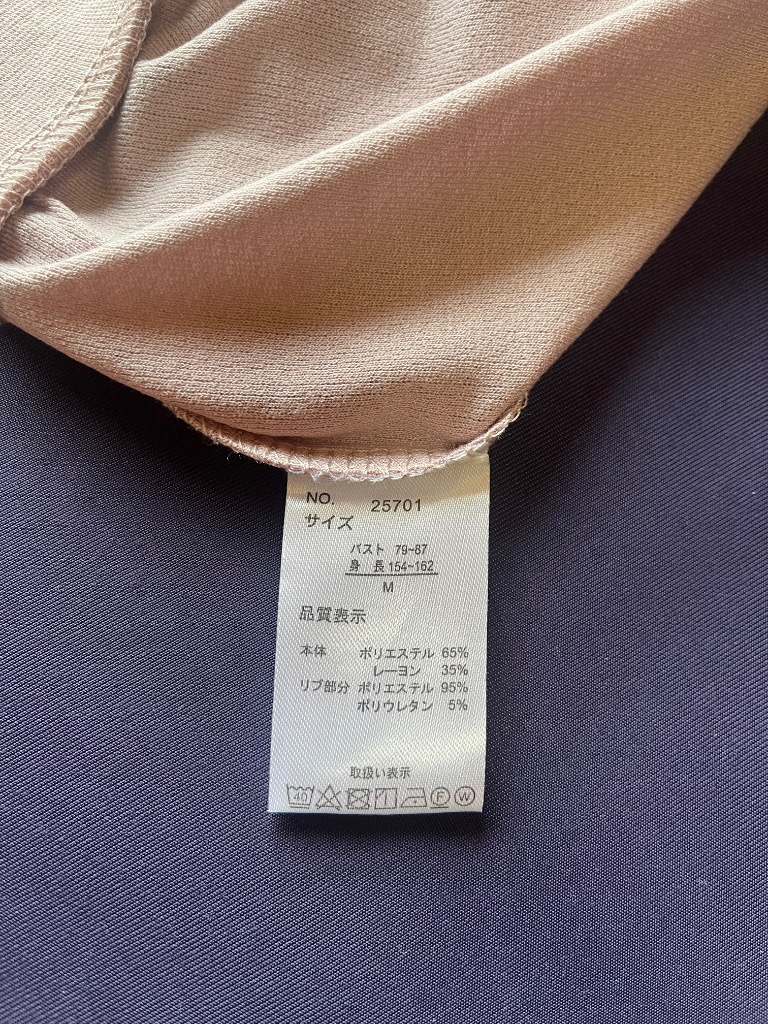 NO. 25701
サイズ
バスト 79~87
身 長 154~162
M
品質表示
本体 ポリエステル 65%
レーヨン 35%
リブ部分 ポリエステル 95%
ポリウレタン 5%
取扱い表示
40 F W